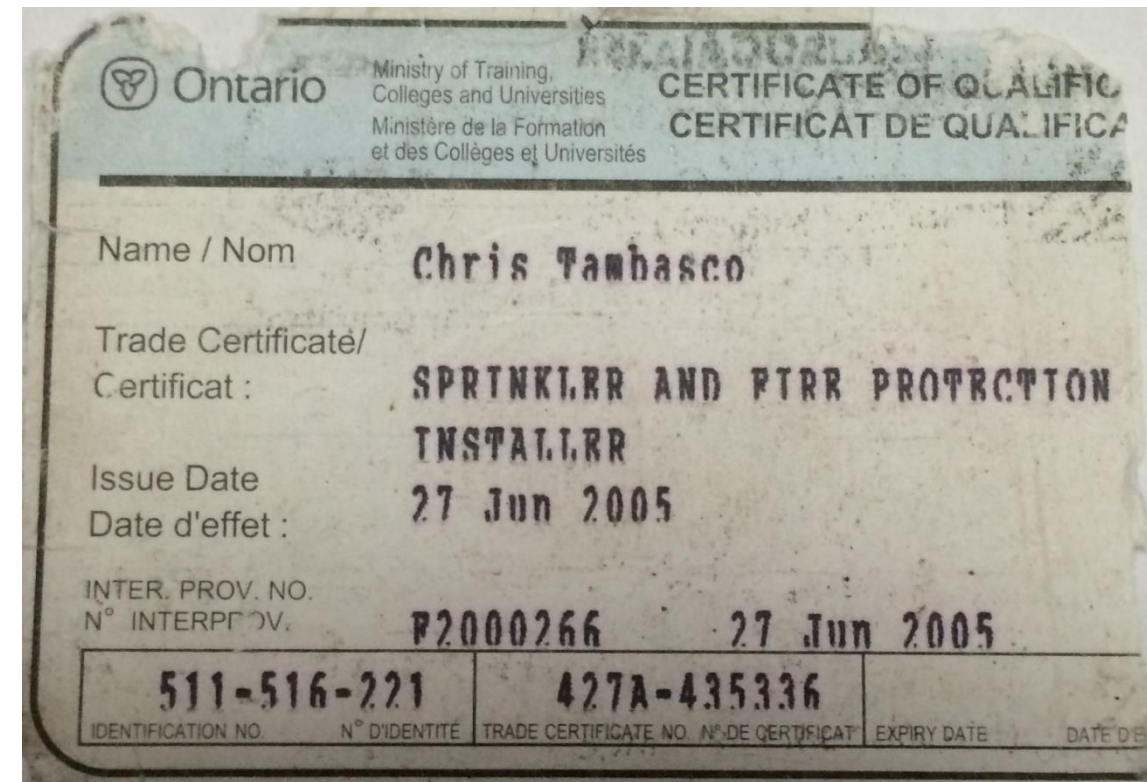 Ontario
Ministry of Training,
Colleges and Universities
Ministère de la Formation
et des Collèges et Universités
CERTIFICATE OF QUALIFIC
CERTIFICAT DE QUALIFICA
Name / Nom
Chris Tambasco
Trade Certificate/
Certificat :
SPRINKLER AND FIRE PROTECTION
INSTALLER
Issue Date
Date d'effet :
27 Jun 2005
INTER. PROV. NO.
N° INTERPROV.
F2000266 27 Jun 2005
511-516-221 427A-435336
IDENTIFICATION NO. N° D'IDENTITÉ TRADE CERTIFICATE NO. N° DE CERTIFICAT EXPIRY DATE DATE D'E